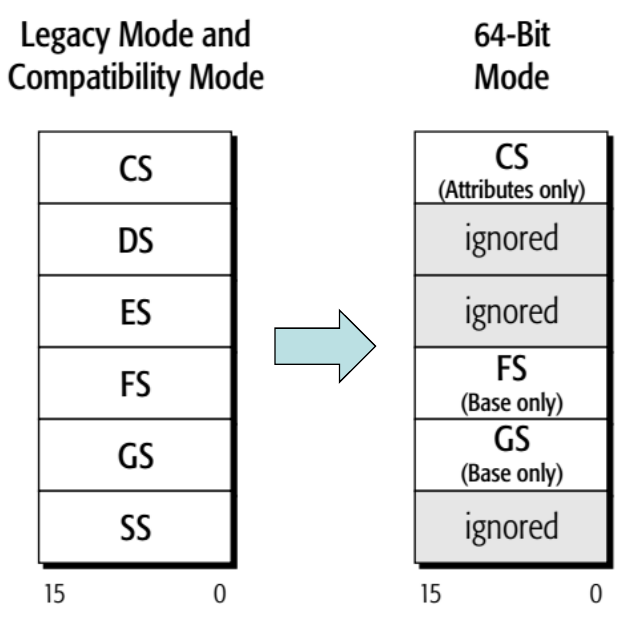 Legacy Mode and
Compatibility Mode
CS
DS
ES
FS
GS
SS
15 0
64-Bit
Mode
CS
(Attributes only)
ignored
ignored
FS
(Base only)
GS
(Base only)
ignored
15 0